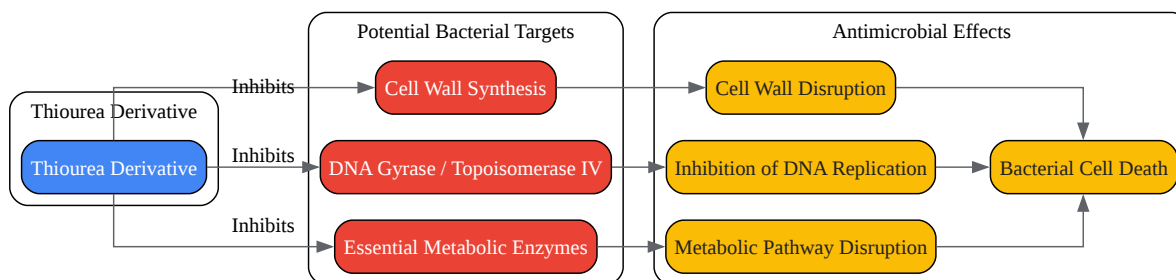 Potential Bacterial Targets
Antimicrobial Effects
Inhibits
Cell Wall Synthesis
Cell Wall Disruption
Thiourea Derivative
Thiourea Derivative
Inhibits
DNA Gyrase / Topoisomerase IV
Inhibition of DNA Replication
Bacterial Cell Death
Inhibits
Essential Metabolic Enzymes
Metabolic Pathway Disruption